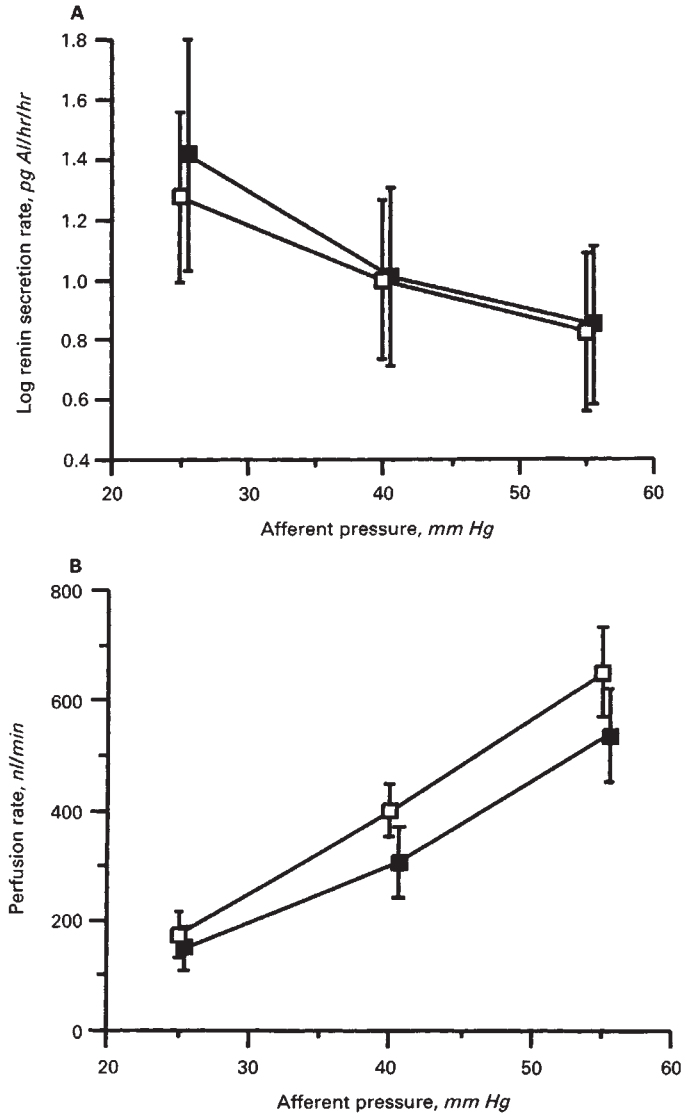 A
Log renin secretion rate, pg AI/hr/hr
1.8
1.6
1.4
1.2
1.0
0.8
0.6
0.4
20 30 40 50 60
Afferent pressure, mm Hg
B
Perfusion rate, nl/min
800
600
400
200
0
20 30 40 50 60
Afferent pressure, mm Hg